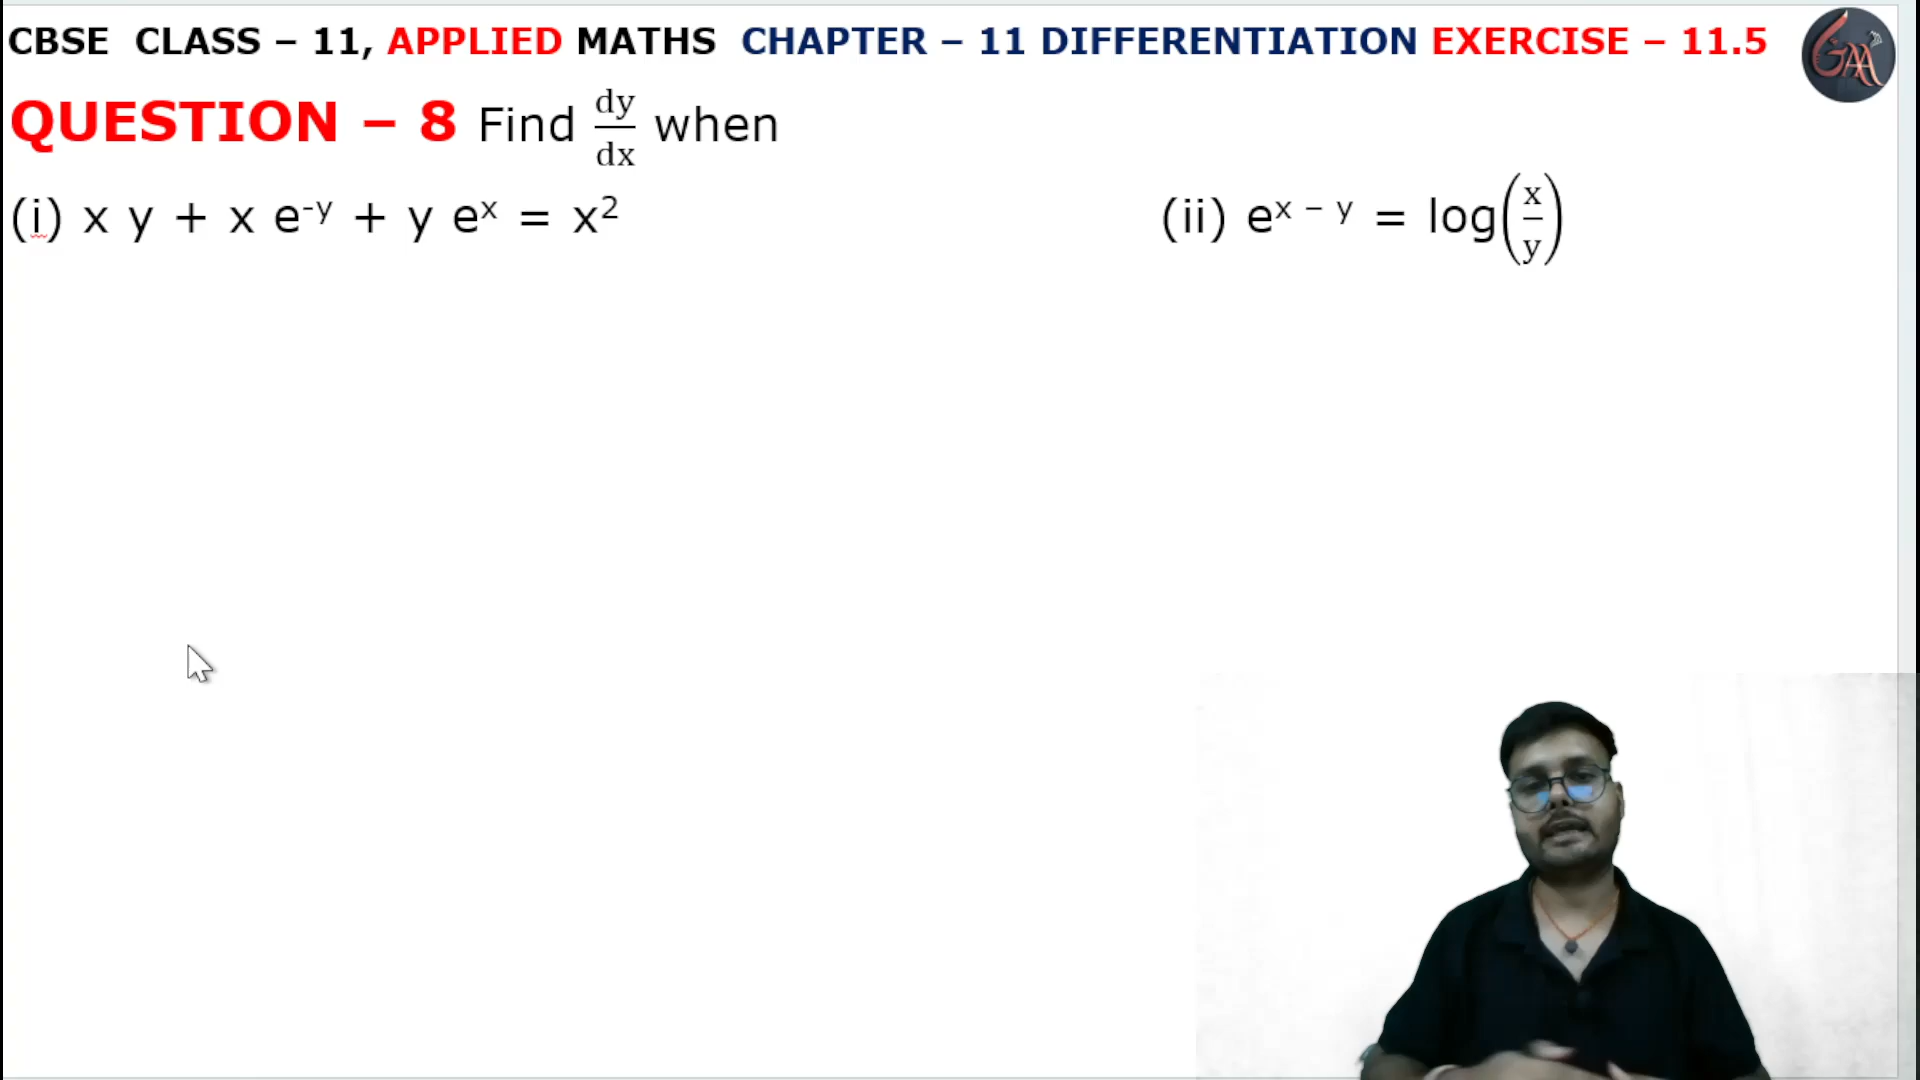 CBSE CLASS – 11, APPLIED MATHS CHAPTER – 11 DIFFERENTIATION EXERCISE – 11.5
QUESTION – 8 Find dy/dx when
(i) x y + x e^-y + y e^x = x^2
(ii) e^x – y = log(x/y)
GAA